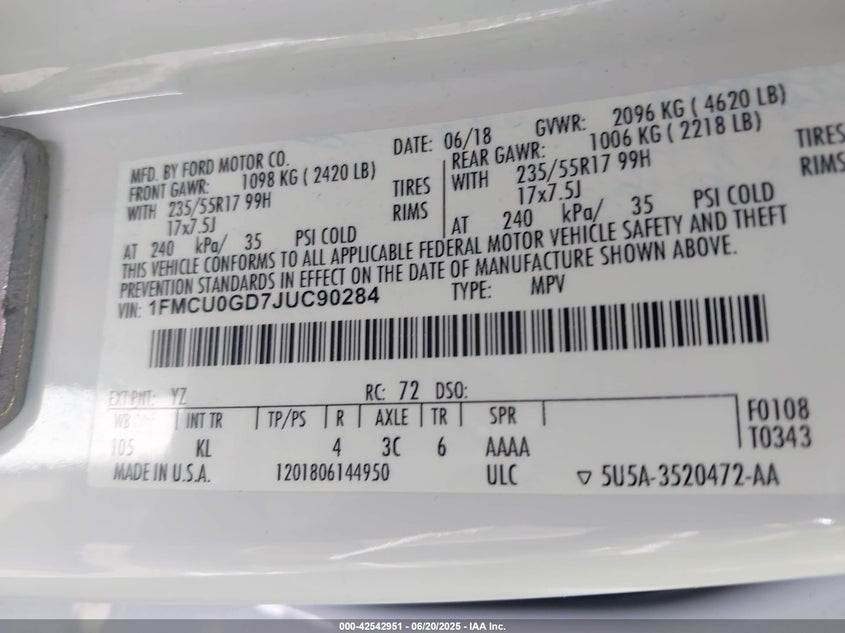 MFD. BY FORD MOTOR CO. DATE: 06/18 GVWR: 2096 KG ( 4620 LB)
FRONT GAWR: 1098 KG ( 2420 LB) REAR GAWR: 1006 KG ( 2218 LB)
WITH 235/55R17 99H TIRES WITH 235/55R17 99H TIRES
17x7.5J RIMS 17x7.5J RIMS
AT 240 kPa/ 35 PSI COLD AT 240 kPa/ 35 PSI COLD
THIS VEHICLE CONFORMS TO ALL APPLICABLE FEDERAL MOTOR VEHICLE SAFETY AND THEFT
PREVENTION STANDARDS IN EFFECT ON THE DATE OF MANUFACTURE SHOWN ABOVE.
VIN: 1FMCU0GD7JUC90284 TYPE: MPV
EXT PNT: YZ RC: 72 DSO:
WB INT TR TP/PS R AXLE TR SPR F0108
105 KL 4 3C 6 AAAA T0343
MADE IN U.S.A. 1201806144950 ULC ▽ 5U5A-3520472-AA
000-42542951 - 06/20/2025 - IAA Inc.